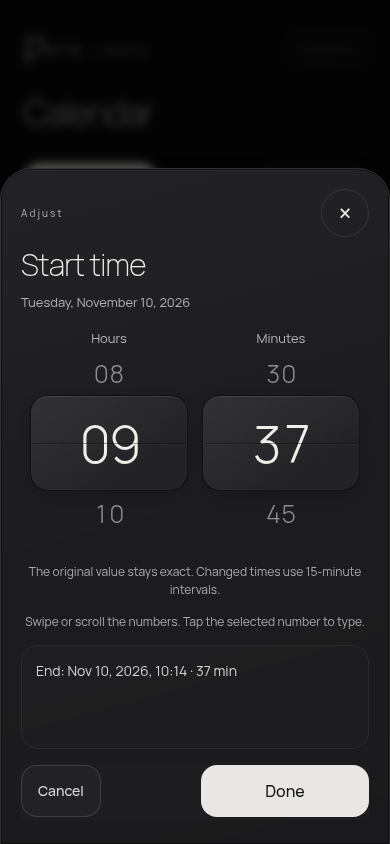 Calendar
Adjust
×
Start time
Tuesday, November 10, 2026
Hours Minutes
08 30
09 37
10 45
The original value stays exact. Changed times use 15-minute
intervals.
Swipe or scroll the numbers. Tap the selected number to type.
End: Nov 10, 2026, 10:14 · 37 min
Cancel Done